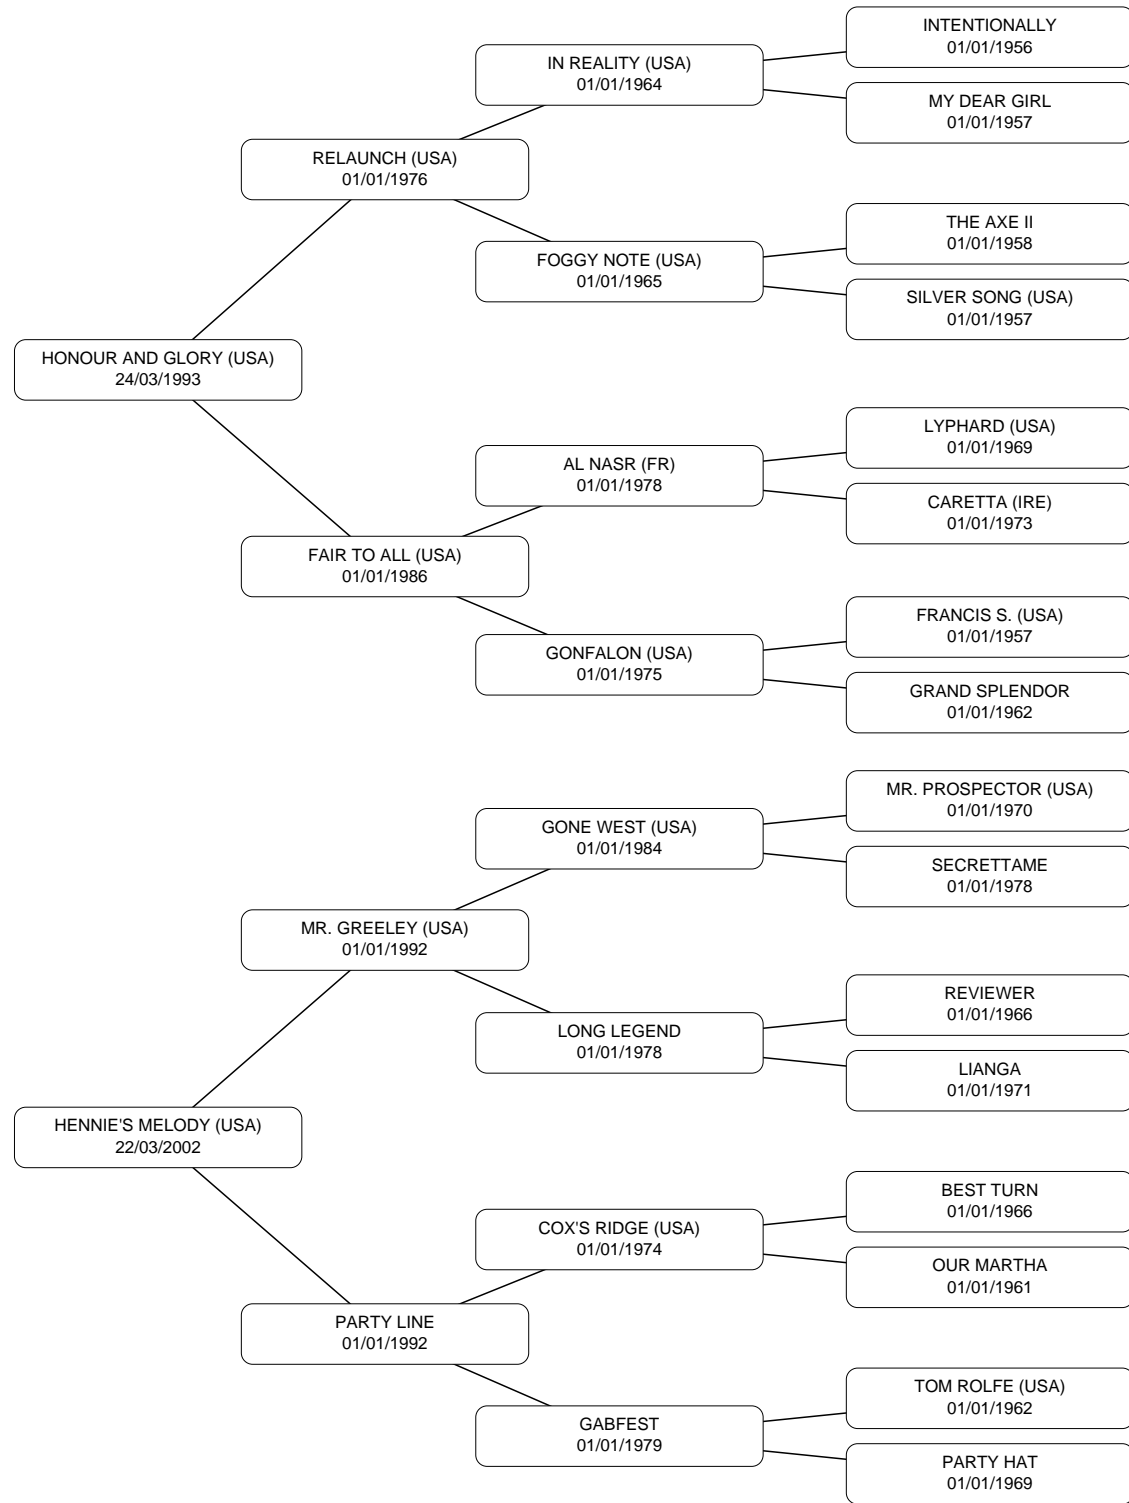 INTENTIONALLY
01/01/1956
IN REALITY (USA)
01/01/1964
MY DEAR GIRL
01/01/1957
RELAUNCH (USA)
01/01/1976
THE AXE II
01/01/1958
FOGGY NOTE (USA)
01/01/1965
SILVER SONG (USA)
01/01/1957
HONOUR AND GLORY (USA)
24/03/1993
LYPHARD (USA)
01/01/1969
AL NASR (FR)
01/01/1978
CARETTA (IRE)
01/01/1973
FAIR TO ALL (USA)
01/01/1986
FRANCIS S. (USA)
01/01/1957
GONFALON (USA)
01/01/1975
GRAND SPLENDOR
01/01/1962
MR. PROSPECTOR (USA)
01/01/1970
GONE WEST (USA)
01/01/1984
SECRETTAME
01/01/1978
MR. GREELEY (USA)
01/01/1992
REVIEWER
01/01/1966
LONG LEGEND
01/01/1978
LIANGA
01/01/1971
HENNIE'S MELODY (USA)
22/03/2002
BEST TURN
01/01/1966
COX'S RIDGE (USA)
01/01/1974
OUR MARTHA
01/01/1961
PARTY LINE
01/01/1992
TOM ROLFE (USA)
01/01/1962
GABFEST
01/01/1979
PARTY HAT
01/01/1969